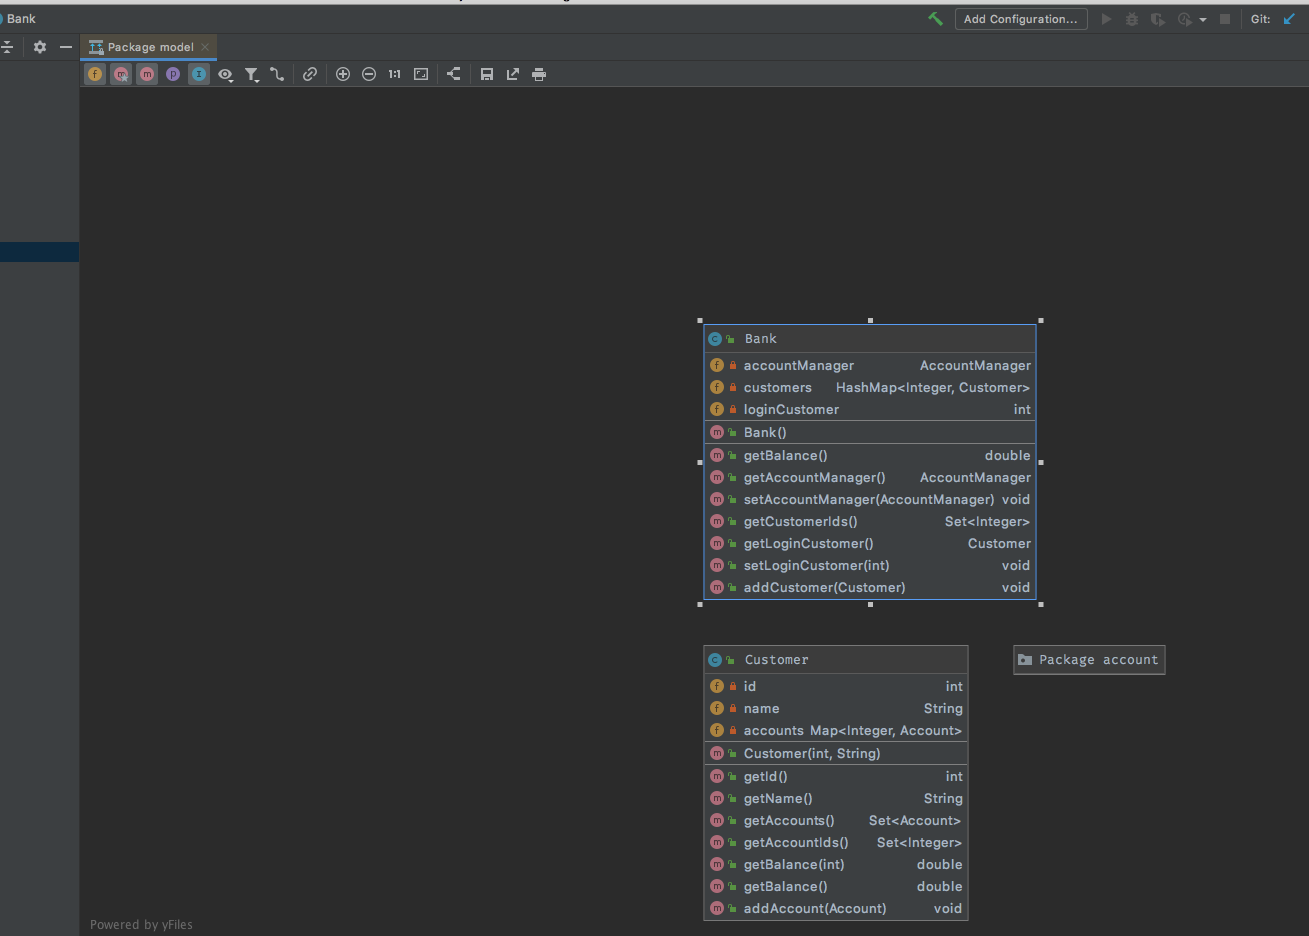 Bank
Add Configuration...
Git:
Package model
f m m p I 1:1
C Bank
f accountManager AccountManager
f customers HashMap<Integer, Customer>
f loginCustomer int
m Bank()
m getBalance() double
m getAccountManager() AccountManager
m setAccountManager(AccountManager) void
m getCustomerIds() Set<Integer>
m getLoginCustomer() Customer
m setLoginCustomer(int) void
m addCustomer(Customer) void
C Customer
Package account
f id int
f name String
f accounts Map<Integer, Account>
m Customer(int, String)
m getId() int
m getName() String
m getAccounts() Set<Account>
m getAccountIds() Set<Integer>
m getBalance(int) double
m getBalance() double
m addAccount(Account) void
Powered by yFiles